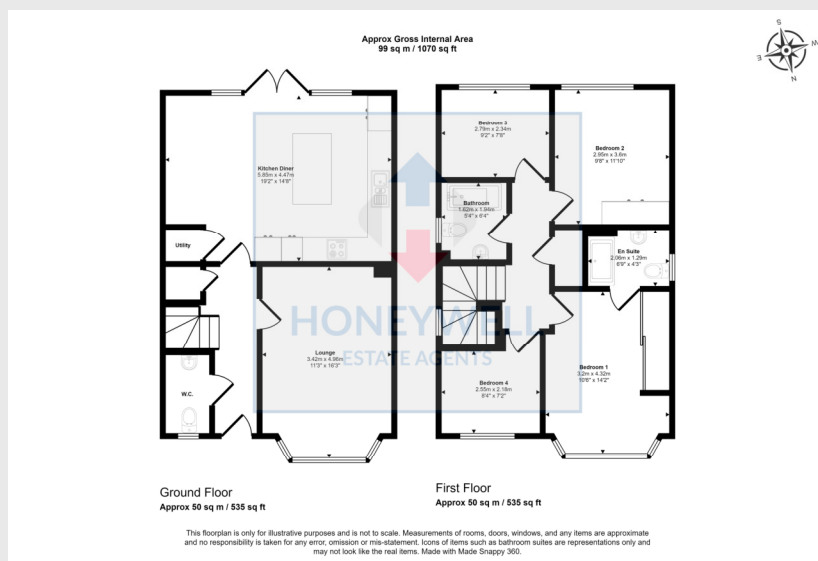 Approx Gross Internal Area
99 sq m / 1070 sq ft
S
W
E
N
Kitchen Diner
5.85m x 4.47m
19'2" x 14'8"
Utility
Lounge
3.42m x 4.96m
11'3" x 16'3"
W.C.
Bedroom 3
2.79m x 2.34m
9'2" x 7'8"
Bedroom 2
2.95m x 3.6m
9'8" x 11'10"
Bathroom
1.62m x 1.94m
5'4" x 6'4"
En Suite
2.06m x 1.29m
6'9" x 4'3"
Bedroom 1
3.2m x 4.32m
10'6" x 14'2"
Bedroom 4
2.55m x 2.18m
8'4" x 7'2"
HONEYWELL
ESTATE AGENTS
Ground Floor
Approx 50 sq m / 535 sq ft
First Floor
Approx 50 sq m / 535 sq ft
This floorplan is only for illustrative purposes and is not to scale. Measurements of rooms, doors, windows, and any items are approximate
and no responsibility is taken for any error, omission or mis-statement. Icons of items such as bathroom suites are representations only and
may not look like the real items. Made with Made Snappy 360.